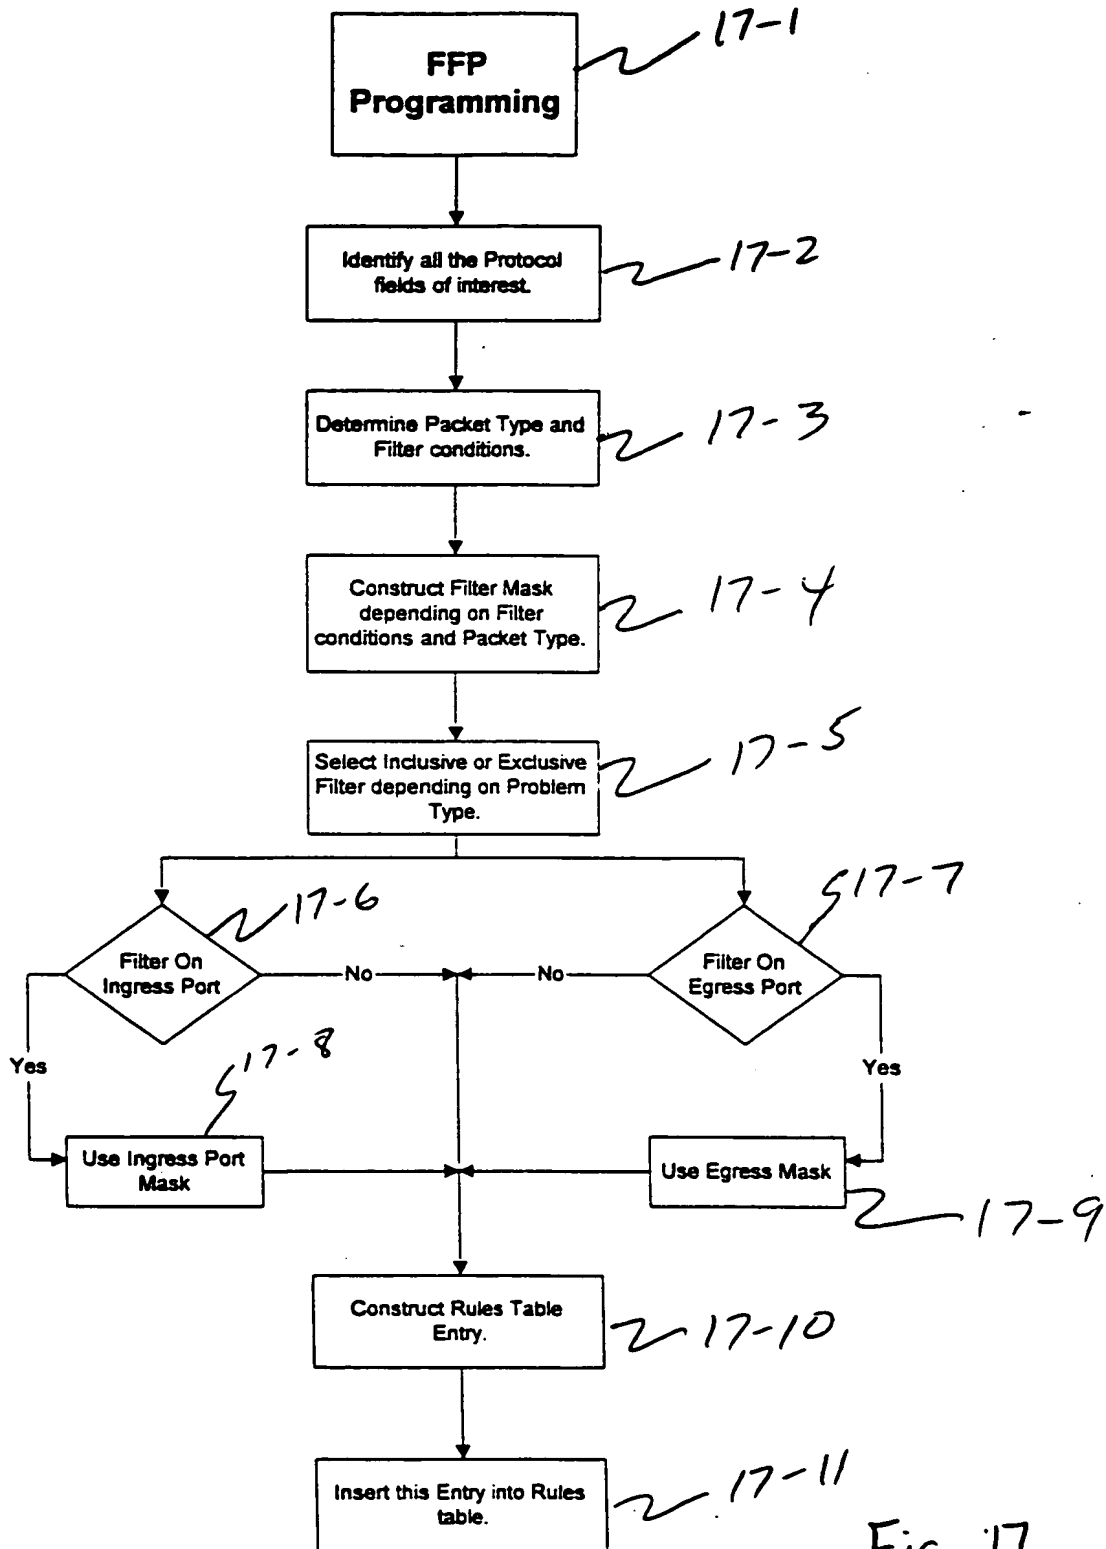 17-1
FFP
Programming
Identify all the Protocol
fields of interest.
17-2
Determine Packet Type and
Filter conditions.
17-3
Construct Filter Mask
depending on Filter
conditions and Packet Type.
17-4
Select Inclusive or Exclusive
Filter depending on Problem
Type.
17-5
17-6
17-7
Filter On
Ingress Port
No
No
Filter On
Egress Port
Yes
17-8
Yes
Use Ingress Port
Mask
Use Egress Mask
17-9
Construct Rules Table
Entry.
17-10
Insert this Entry into Rules
table.
17-11
Fig. 17